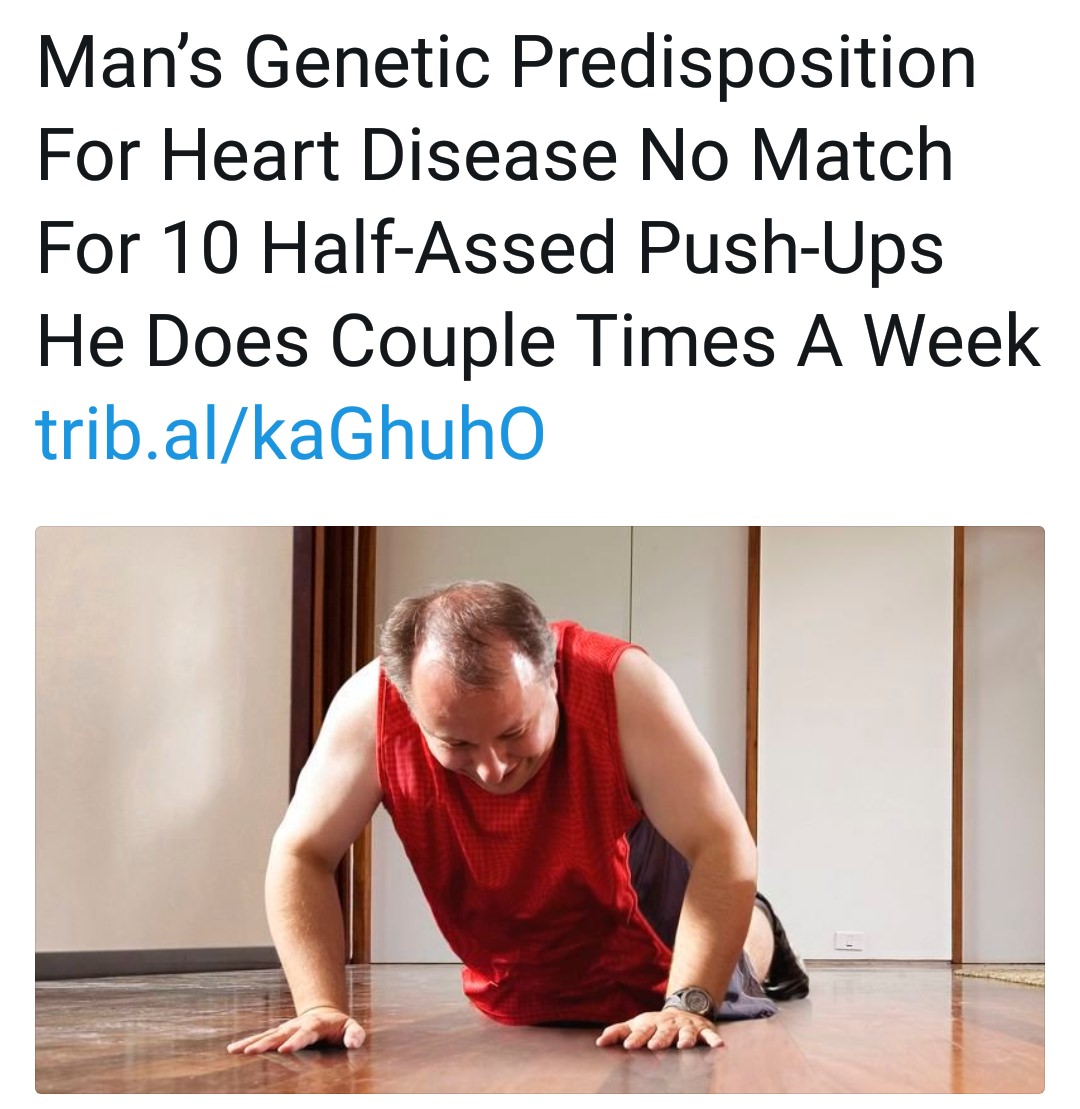 Man’s Genetic Predisposition
For Heart Disease No Match
For 10 Half-Assed Push-Ups
He Does Couple Times A Week
trib.al/kaGhuhO